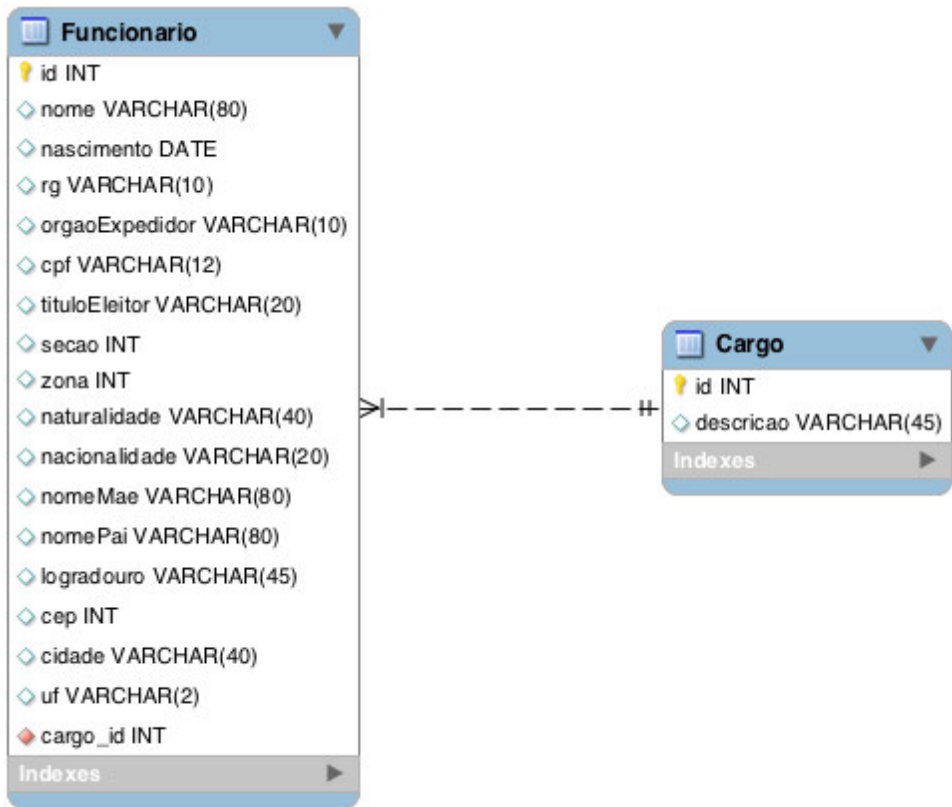 Funcionario
id INT
nome VARCHAR(80)
nascimento DATE
rg VARCHAR(10)
orgaoExpedidor VARCHAR(10)
cpf VARCHAR(12)
tituloEleitor VARCHAR(20)
secao INT
zona INT
naturalidade VARCHAR(40)
nacionalidade VARCHAR(20)
nomeMae VARCHAR(80)
nomePai VARCHAR(80)
logradouro VARCHAR(45)
cep INT
cidade VARCHAR(40)
uf VARCHAR(2)
cargo_id INT
Indexes
Cargo
id INT
descricao VARCHAR(45)
Indexes